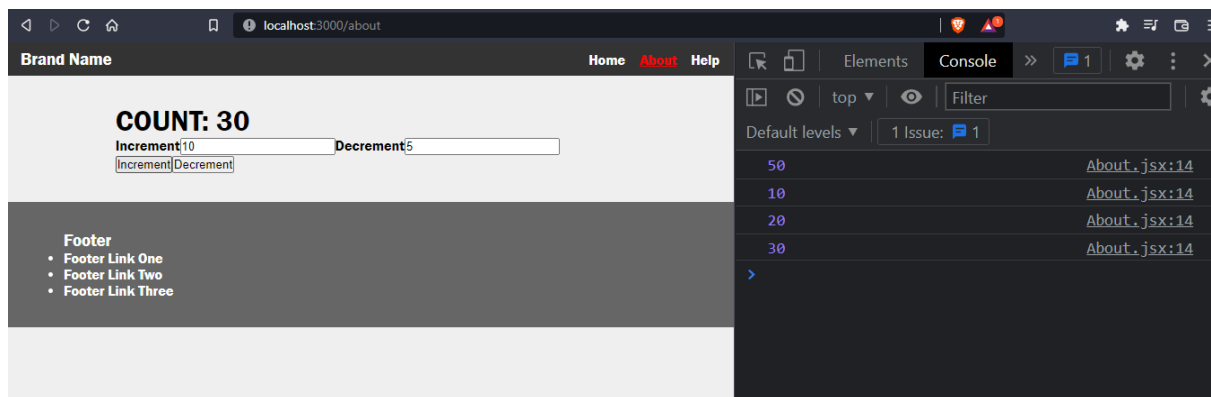 localhost:3000/about
1
Brand Name Home About Help
COUNT: 30
Increment 10 Decrement 5
Increment Decrement
Footer
• Footer Link One
• Footer Link Two
• Footer Link Three
Elements Console » 1
top ▼ Filter
Default levels ▼ 1 Issue: 1
50 About.jsx:14
10 About.jsx:14
20 About.jsx:14
30 About.jsx:14
>